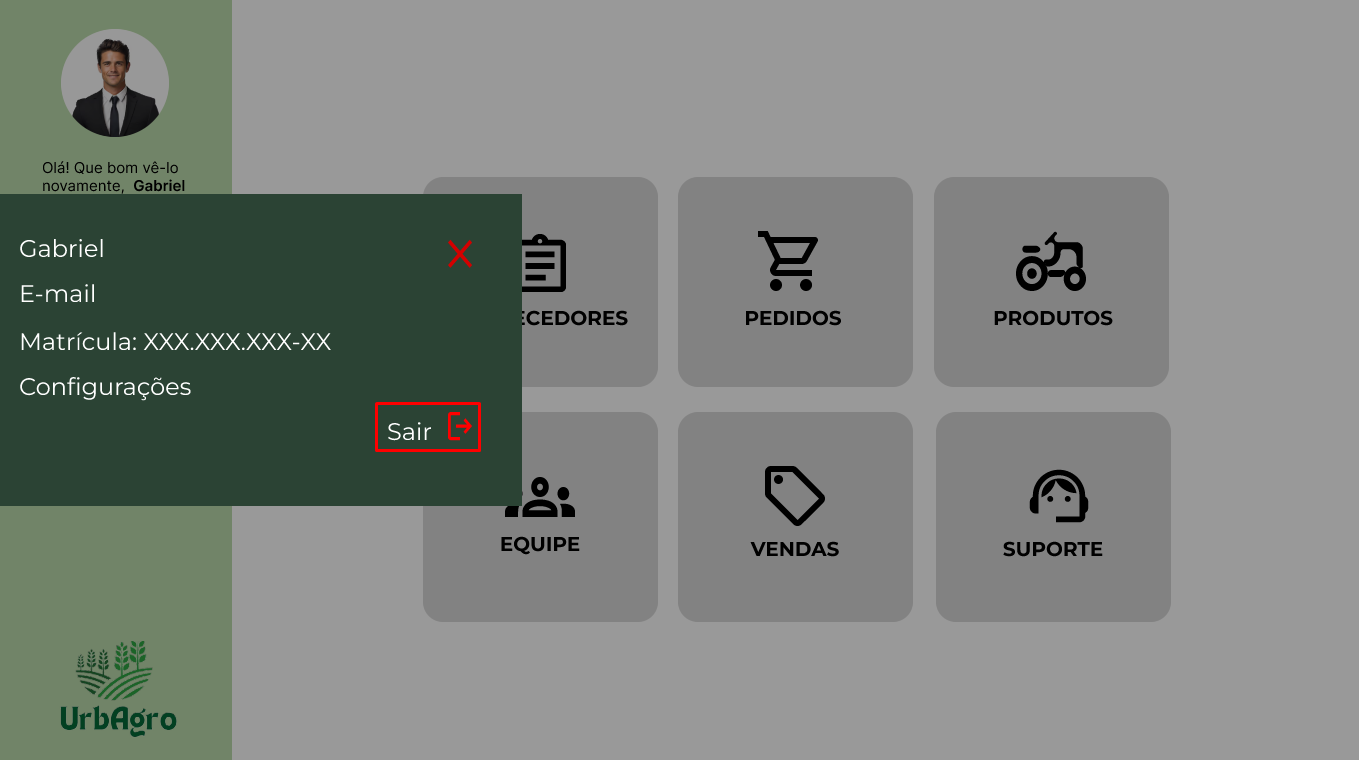 Olá! Que bom vê-lo
novamente, Gabriel
Gabriel
E-mail
Matrícula: XXX.XXX.XXX-XX
Configurações
Sair
ECEDORES
PEDIDOS
PRODUTOS
EQUIPE
VENDAS
SUPORTE
UrbAgro